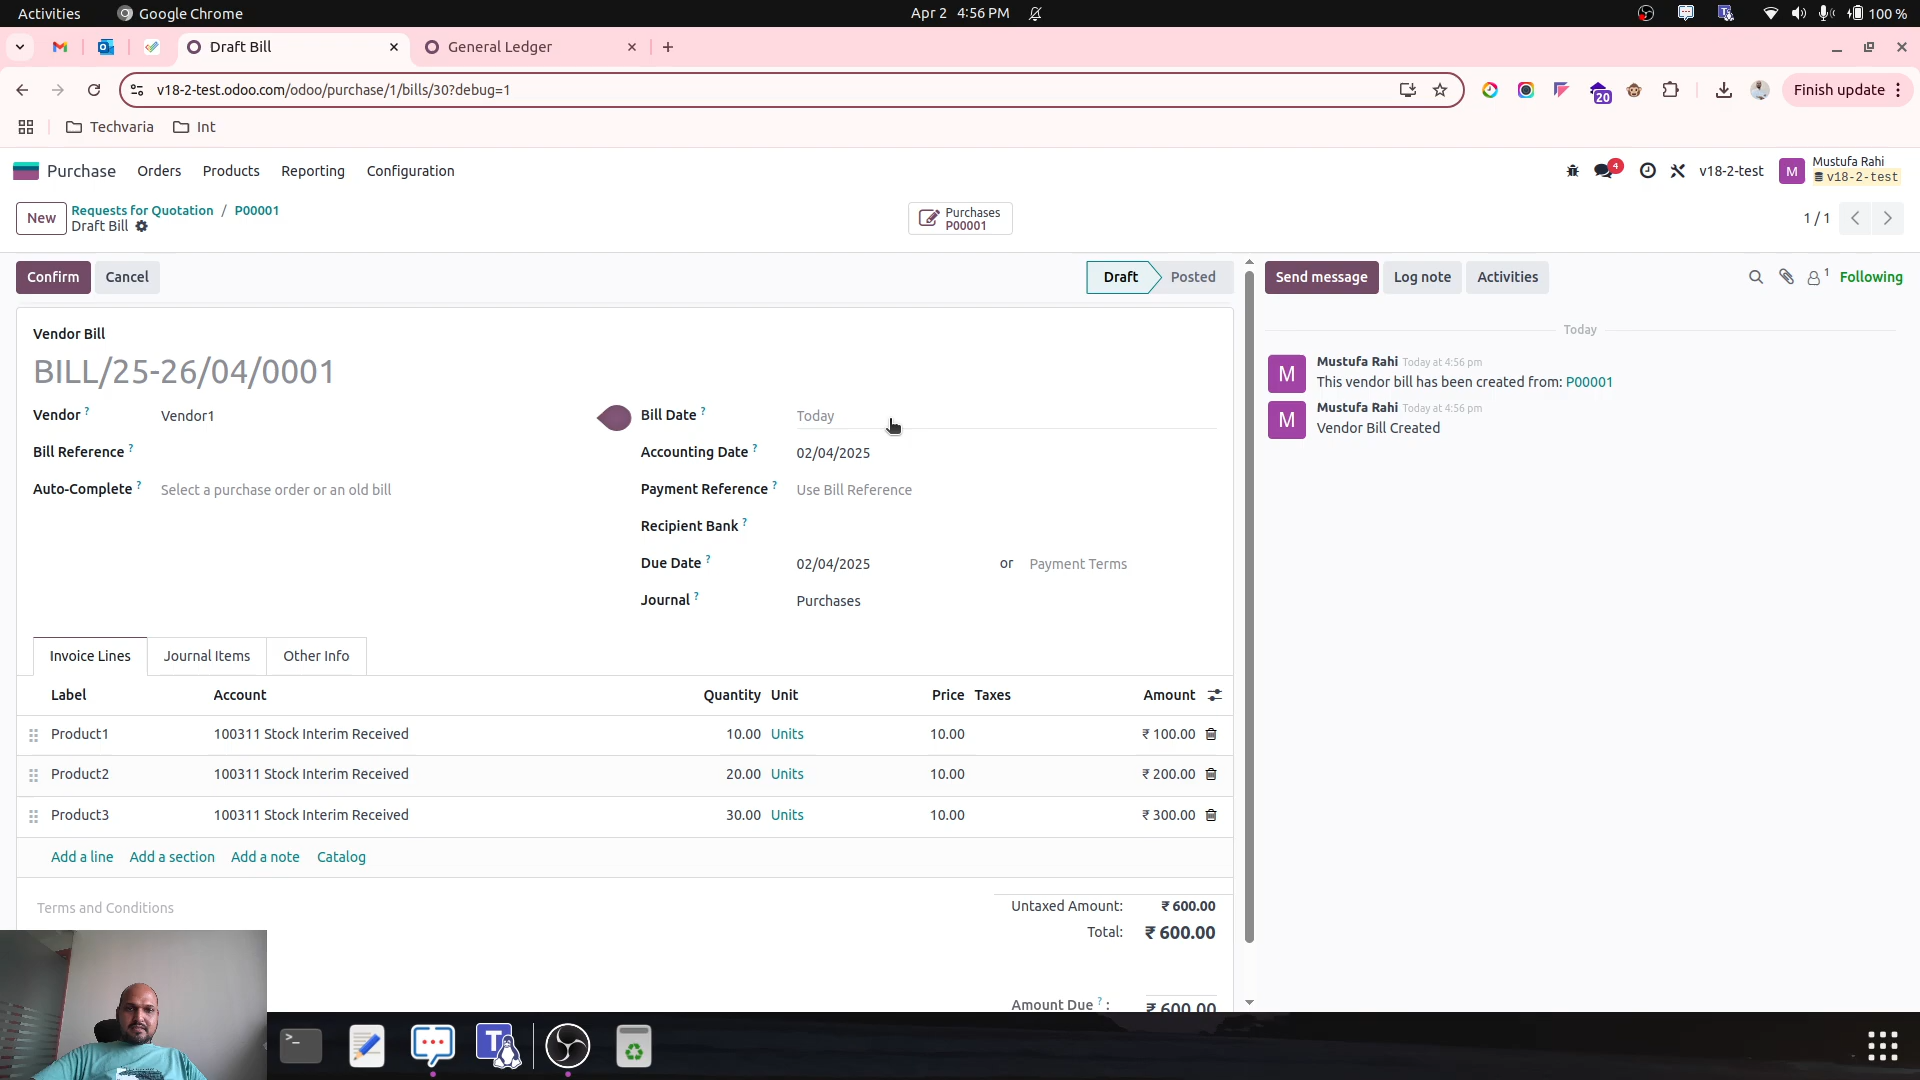 Activities Google Chrome Apr 2 4:56 PM 100 %
Draft Bill General Ledger
v18-2-test.odoo.com/odoo/purchase/1/bills/30?debug=1 20 Finish update
Techvaria Int
Purchase Orders Products Reporting Configuration 4 v18-2-test M Mustufa Rahi v18-2-test
New Requests for Quotation / P00001
Draft Bill
Purchases
P00001
1 / 1
Confirm Cancel Draft Posted Send message Log note Activities 1 Following
Vendor Bill
BILL/25-26/04/0001
Vendor ? Vendor1
Bill Reference ?
Auto-Complete ? Select a purchase order or an old bill
Bill Date ? Today
Accounting Date ? 02/04/2025
Payment Reference ? Use Bill Reference
Recipient Bank ?
Due Date ? 02/04/2025 or Payment Terms
Journal ? Purchases
Today
M Mustufa Rahi Today at 4:56 pm
This vendor bill has been created from: P00001
M Mustufa Rahi Today at 4:56 pm
Vendor Bill Created
Invoice Lines Journal Items Other Info
Label Account Quantity Unit Price Taxes Amount
Product1 100311 Stock Interim Received 10.00 Units 10.00 ₹ 100.00
Product2 100311 Stock Interim Received 20.00 Units 10.00 ₹ 200.00
Product3 100311 Stock Interim Received 30.00 Units 10.00 ₹ 300.00
Add a line Add a section Add a note Catalog
Terms and Conditions
Untaxed Amount: ₹ 600.00
Total: ₹ 600.00
Amount Due ? : ₹ 600.00